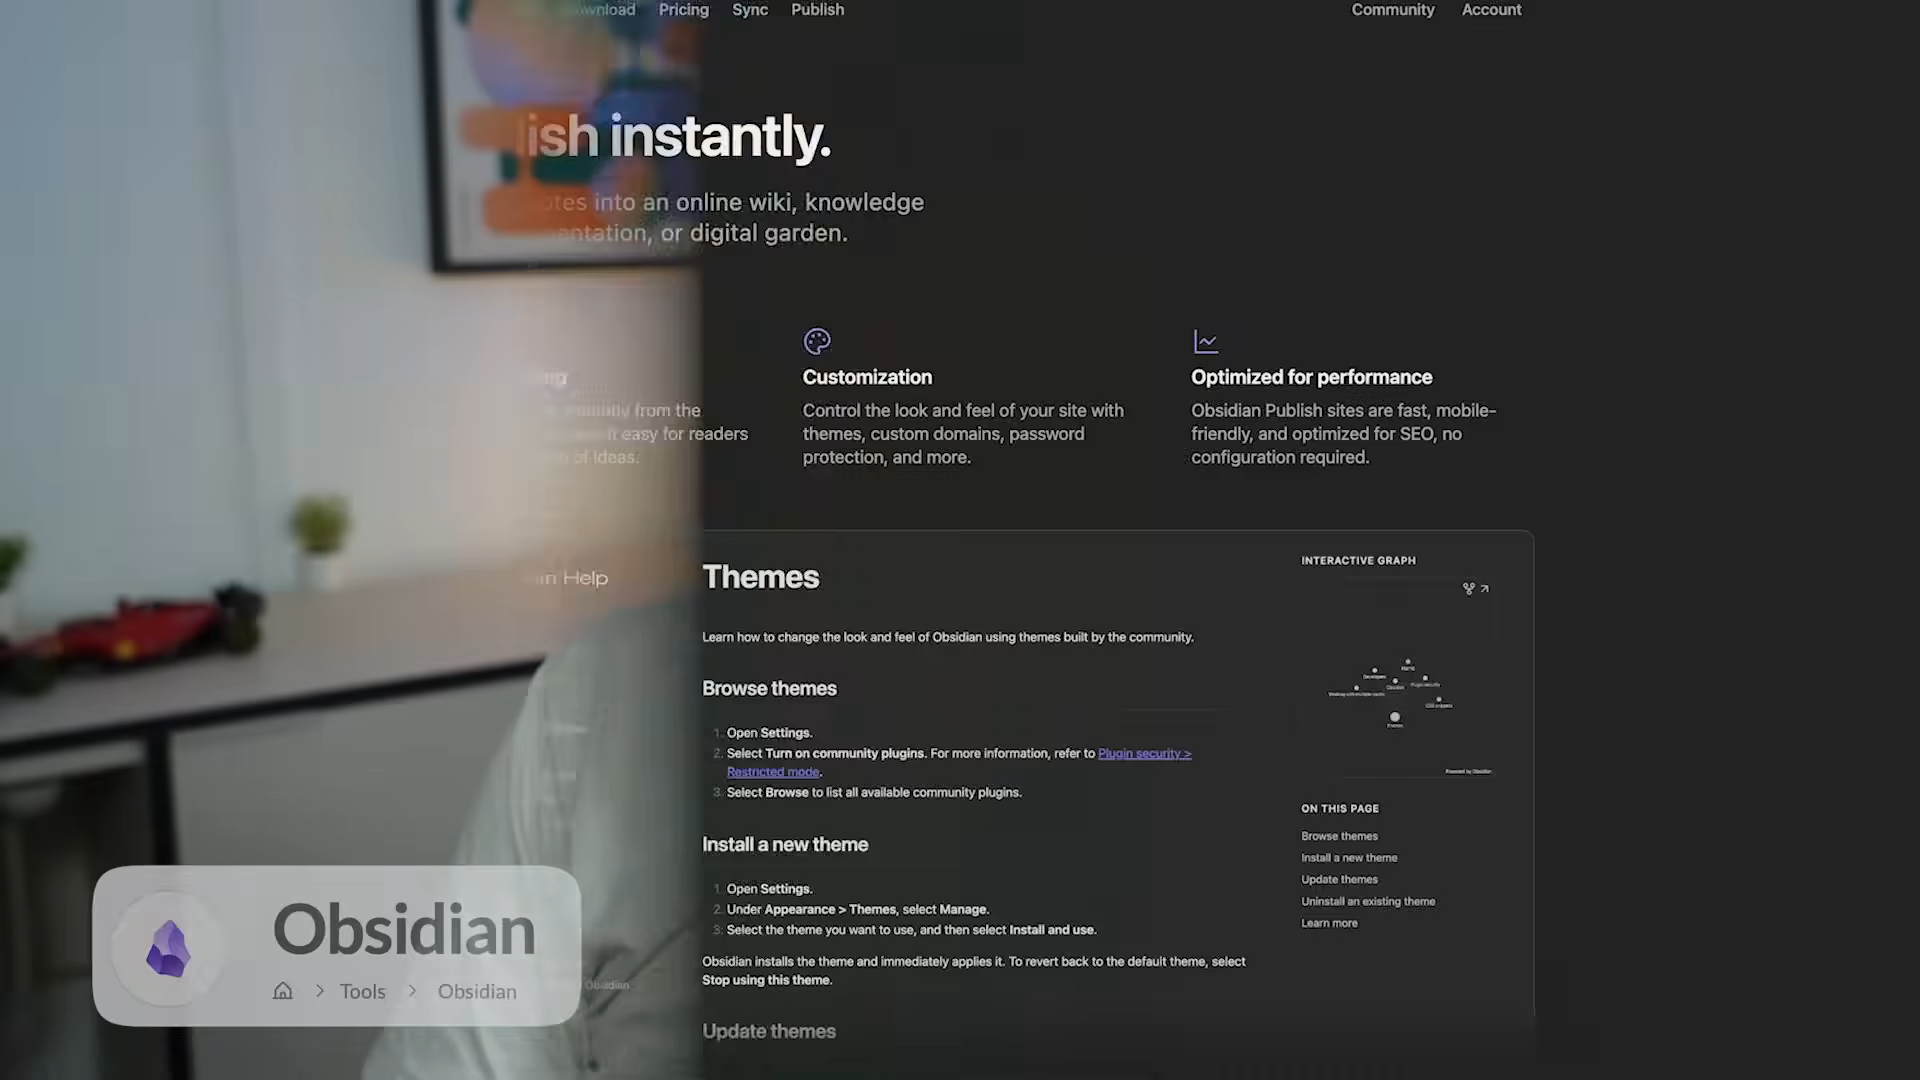 Pricing Sync Publish Community Account
ish instantly.
into an online wiki, knowledge
or digital garden.
Customization
Optimized for performance
from the
easy for readers
of ideas.
Control the look and feel of your site with
themes, custom domains, password
protection, and more.
Obsidian Publish sites are fast, mobile-
friendly, and optimized for SEO, no
configuration required.
Help
Themes
Learn how to change the look and feel of Obsidian using themes built by the community.
Browse themes
1. Open Settings.
2. Select Turn on community plugins. For more information, refer to Plugin security >
Restricted mode.
3. Select Browse to list all available community plugins.
Install a new theme
1. Open Settings.
2. Under Appearance > Themes, select Manage.
3. Select the theme you want to use, and then select Install and use.
Obsidian installs the theme and immediately applies it. To revert back to the default theme, select
Stop using this theme.
Update themes
INTERACTIVE GRAPH
Powered by Obsidian
ON THIS PAGE
Browse themes
Install a new theme
Update themes
Uninstall an existing theme
Learn more
Obsidian
Tools > Obsidian
Obsidian